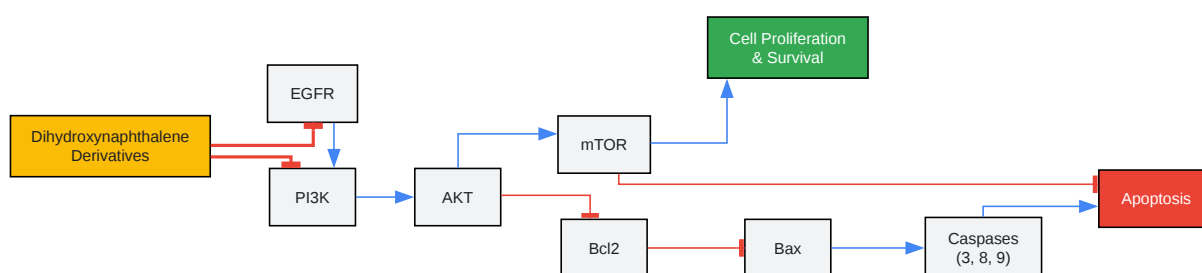 Cell Proliferation
& Survival
EGFR
Dihydroxynaphthalene
Derivatives
mTOR
PI3K
AKT
Apoptosis
Bcl2
Bax
Caspases
(3, 8, 9)